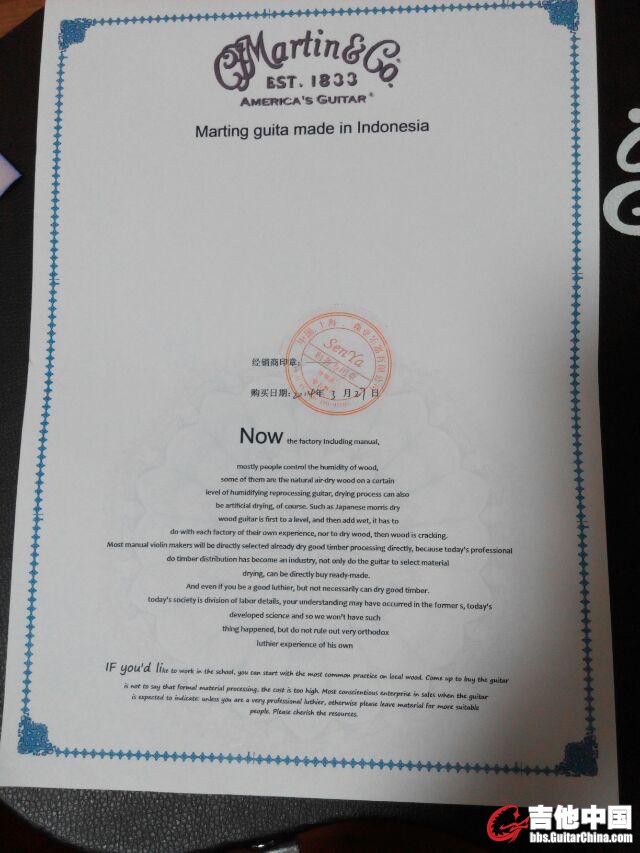 CF Martin & Co.
EST. 1833
AMERICA'S GUITAR®
Marting guita made in Indonesia
SenYa
经销商印章:
购买日期: 2014年 3 月 27 日
Now the factory Including manual,
mostly people control the humidity of wood,
some of them are the natural air-dry wood on a certain
level of humidifying reprocessing guitar, drying process can also
be artificial drying, of course. Such as Japanese morris dry
wood guitar is first to a level, and then add wet, it has to
do with each factory of their own experience, nor to dry wood, then wood is cracking.
Most manual violin makers will be directly selected already dry good timber processing directly, because today's professional
do timber distribution has become an industry, not only do the guitar to select material
drying, can be directly buy ready-made.
And even if you be a good luthier, but not necessarily can dry good timber.
today's society is division of labor details, your understanding may have occurred in the former s, today's
developed science and so we won't have such
thing happened, but do not rule out very orthodox
luthier experience of his own
IF you'd like to work in the school, you can start with the most common practice on local wood. Come up to buy the guitar
is not to say that formal material processing, the cost is too high. Most conscientious enterprise in sales when the guitar
is expected to indicate: unless you are a very professional luthier, otherwise please leave material for more suitable
people. Please cherish the resources.
吉他中国
bbs.GuitarChina.com